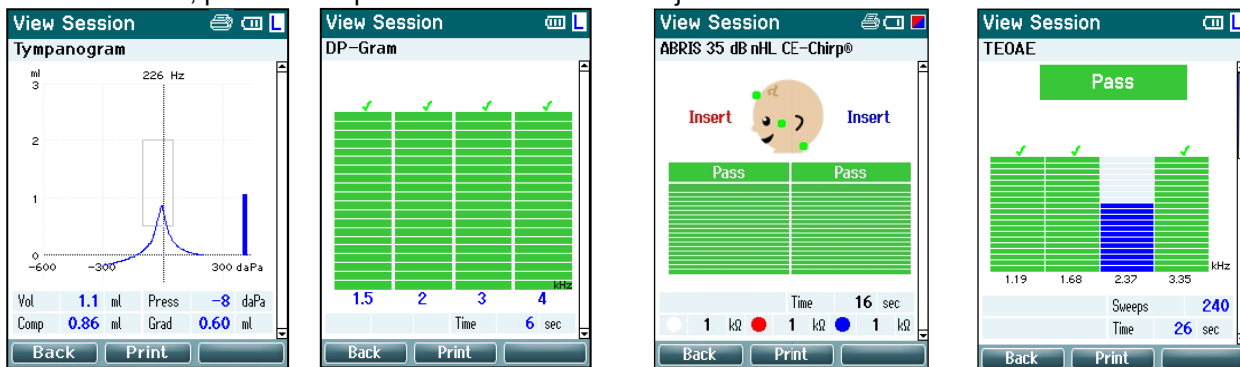 View Session L
Tympanogram
ml 226 Hz
3
2
1
0
-600 -300 300 daPa
Vol 1.1 ml Press -8 daPa
Comp 0.86 ml Grad 0.60 ml
Back Print
View Session L
DP-Gram
kHz
1.5 2 3 4
Time 6 sec
Back Print
View Session
ABRIS 35 dB nHL CE-Chirp®
Insert Insert
Pass Pass
Time 16 sec
1 kΩ 1 kΩ 1 kΩ
Back Print
View Session L
TEOAE
Pass
kHz
1.19 1.68 2.37 3.35
Sweeps 240
Time 26 sec
Back Print